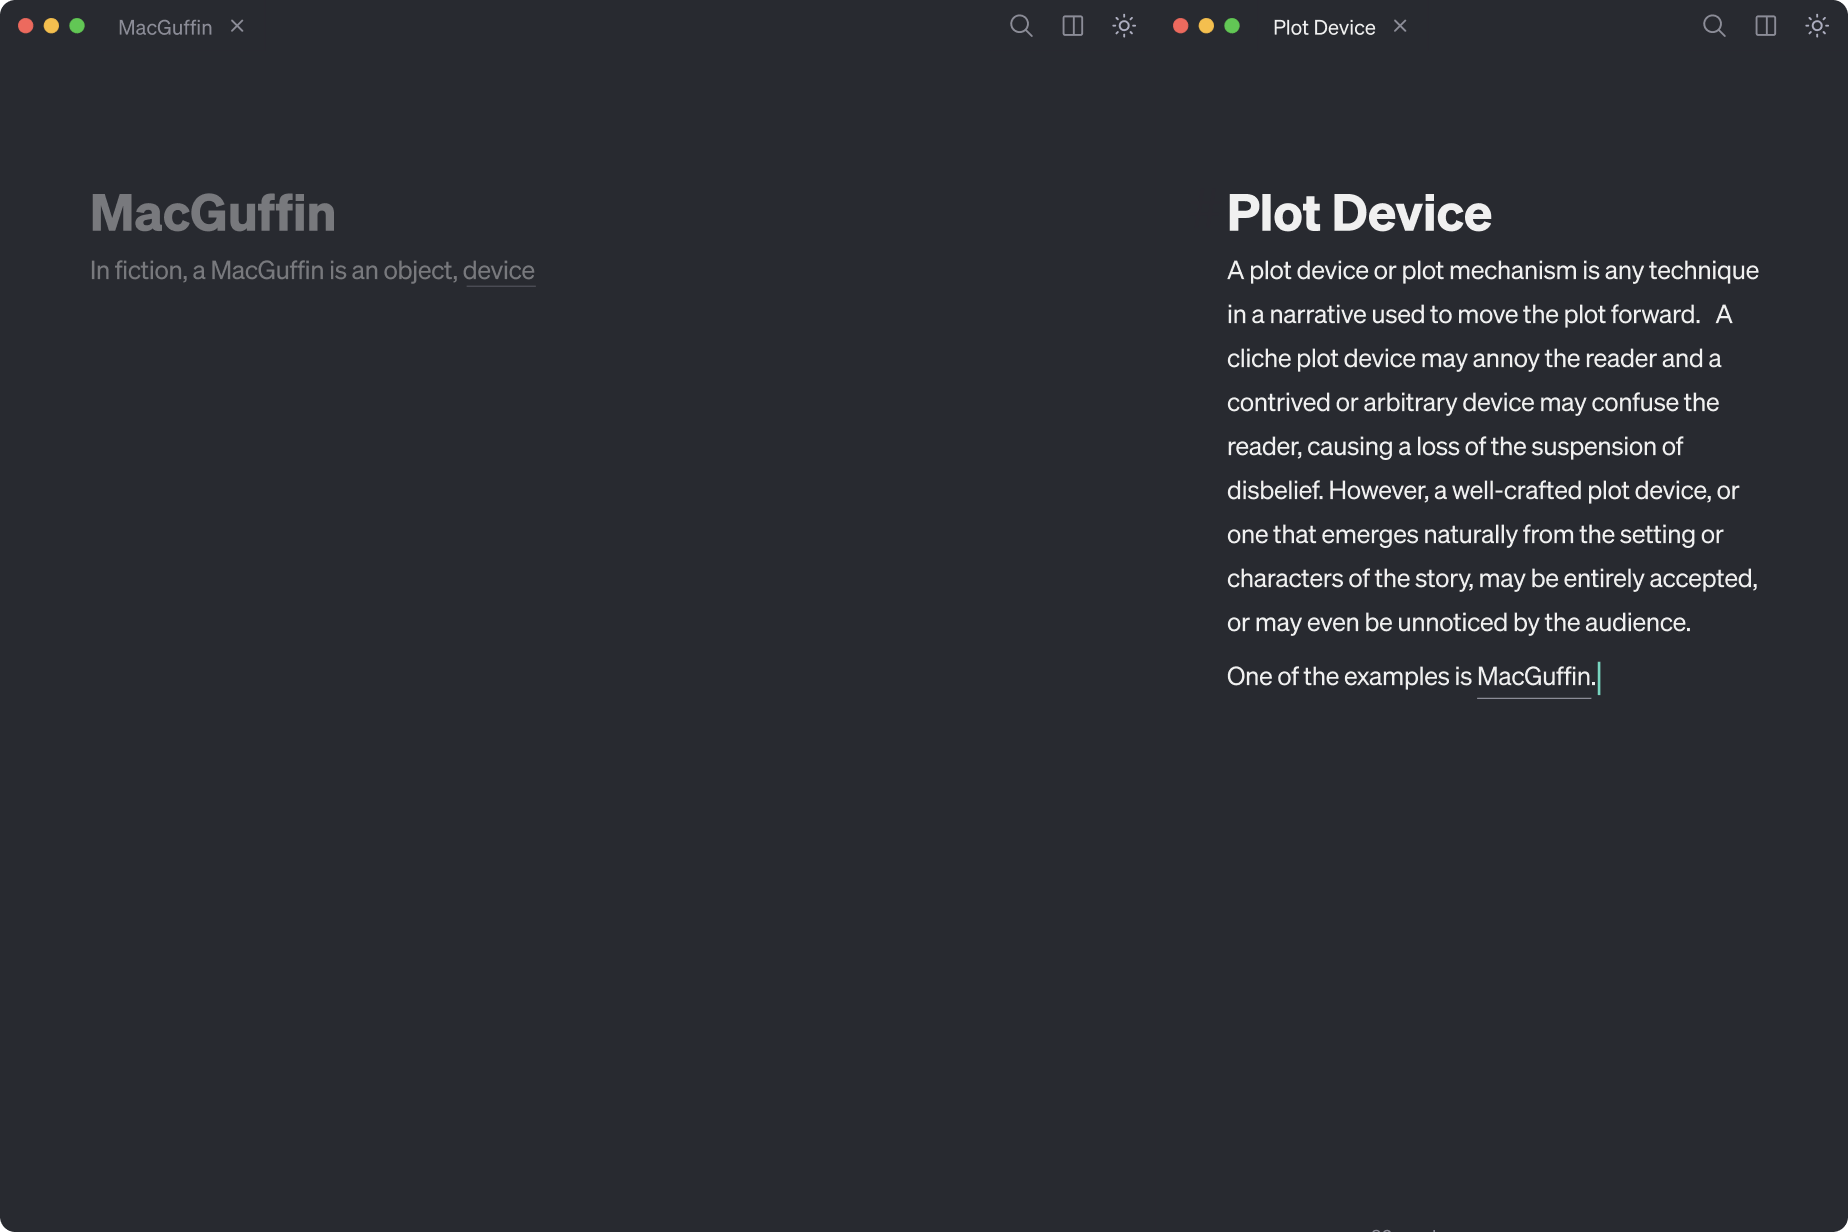 MacGuffin
Plot Device
MacGuffin
In fiction, a MacGuffin is an object, device
Plot Device
A plot device or plot mechanism is any technique
in a narrative used to move the plot forward.   A
cliche plot device may annoy the reader and a
contrived or arbitrary device may confuse the
reader, causing a loss of the suspension of
disbelief. However, a well-crafted plot device, or
one that emerges naturally from the setting or
characters of the story, may be entirely accepted,
or may even be unnoticed by the audience.
One of the examples is MacGuffin.